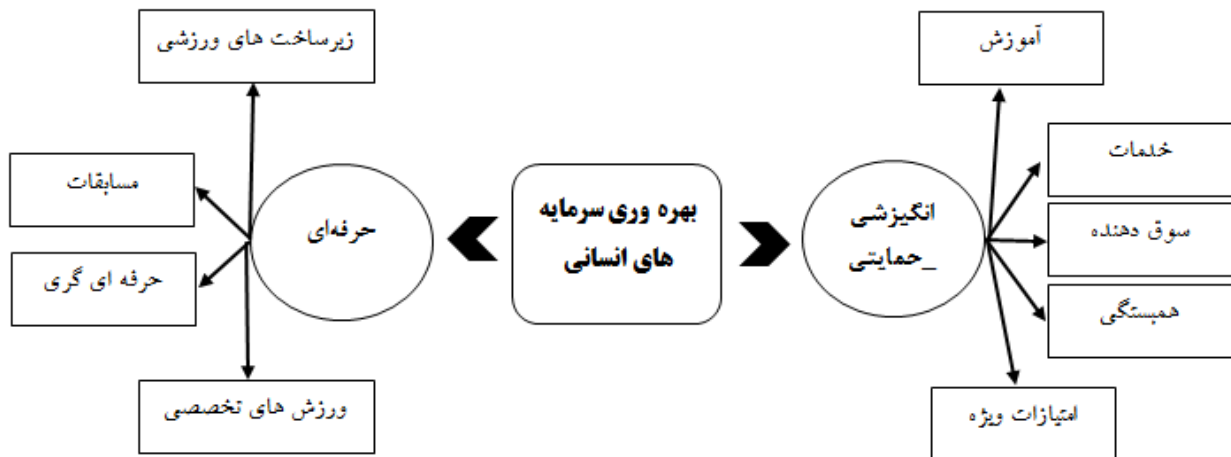 آموزش
خدمات
سوق دهنده
همبستگی
امتیازات ویژه
انگیزشی
_حمایتی
بهره وری سرمایه
های انسانی
حرفه‌ای
زیرساخت های ورزشی
مسابقات
حرفه ای گری
ورزش های تخصصی